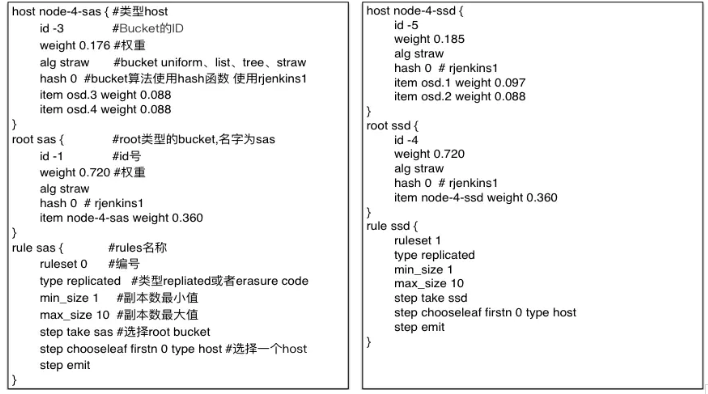 host node-4-sas { #类型host
id -3 #Bucket的ID
weight 0.176 #权重
alg straw #bucket uniform、list、tree、straw
hash 0 #bucket算法使用hash函数 使用rjenkins1
item osd.3 weight 0.088
item osd.4 weight 0.088
}
root sas { #root类型的bucket,名字为sas
id -1 #id号
weight 0.720 #权重
alg straw
hash 0 # rjenkins1
item node-4-sas weight 0.360
}
rule sas { #rules名称
ruleset 0 #编号
type replicated #类型repliated或者erasure code
min_size 1 #副本数最小值
max_size 10 #副本数最大值
step take sas #选择root bucket
step chooseleaf firstn 0 type host #选择一个host
step emit
}
host node-4-ssd {
id -5
weight 0.185
alg straw
hash 0 # rjenkins1
item osd.1 weight 0.097
item osd.2 weight 0.088
}
root ssd {
id -4
weight 0.720
alg straw
hash 0 # rjenkins1
item node-4-ssd weight 0.360
}
rule ssd {
ruleset 1
type replicated
min_size 1
max_size 10
step take ssd
step chooseleaf firstn 0 type host
step emit
}